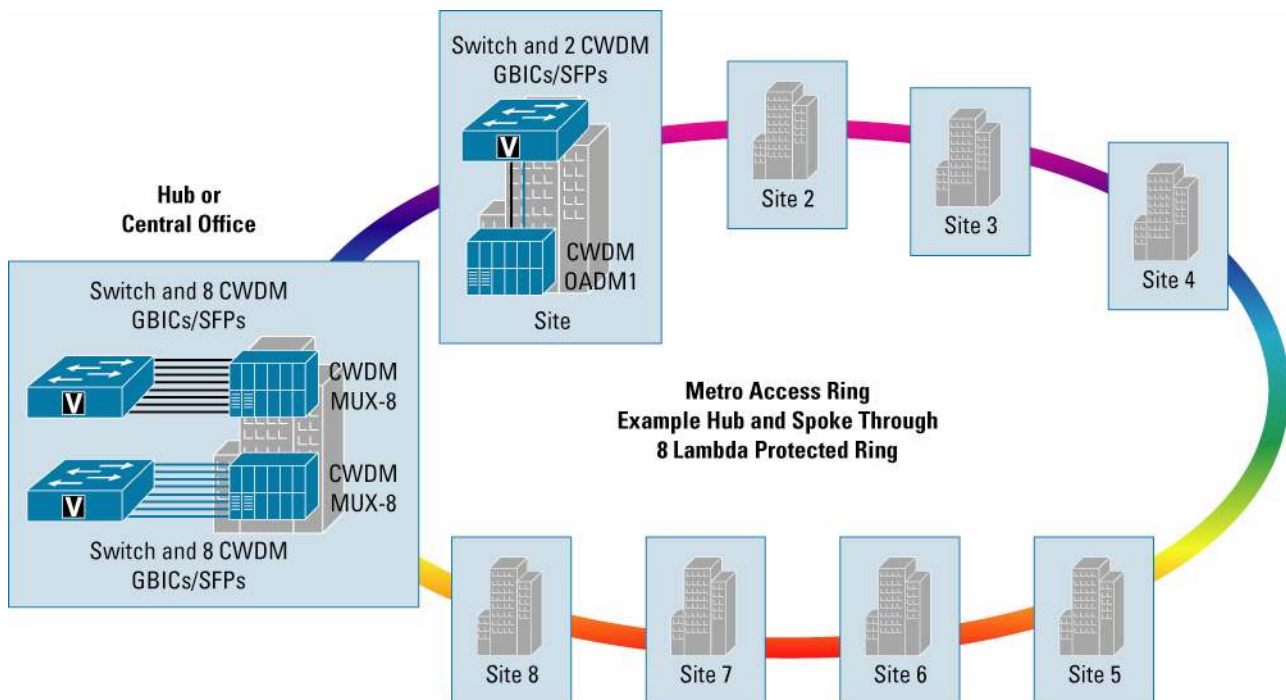 Switch and 2 CWDM
GBICs/SFPs
V
CWDM
OADM1
Site
Site 2
Site 3
Site 4
Hub or
Central Office
Switch and 8 CWDM
GBICs/SFPs
V
CWDM
MUX-8
V
CWDM
MUX-8
Switch and 8 CWDM
GBICs/SFPs
Metro Access Ring
Example Hub and Spoke Through
8 Lambda Protected Ring
Site 8
Site 7
Site 6
Site 5